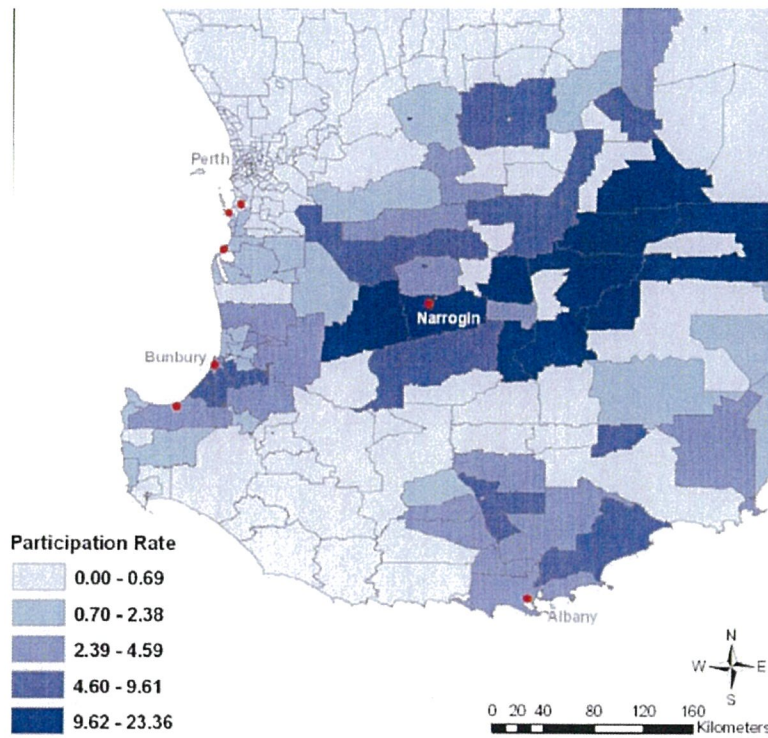 Perth
Narrogin
Bunbury
Participation Rate
0.00 - 0.69
0.70 - 2.38
2.39 - 4.59
4.60 - 9.61
9.62 - 23.36
Albany
N
W E
S
0 20 40 80 120 160
Kilometers